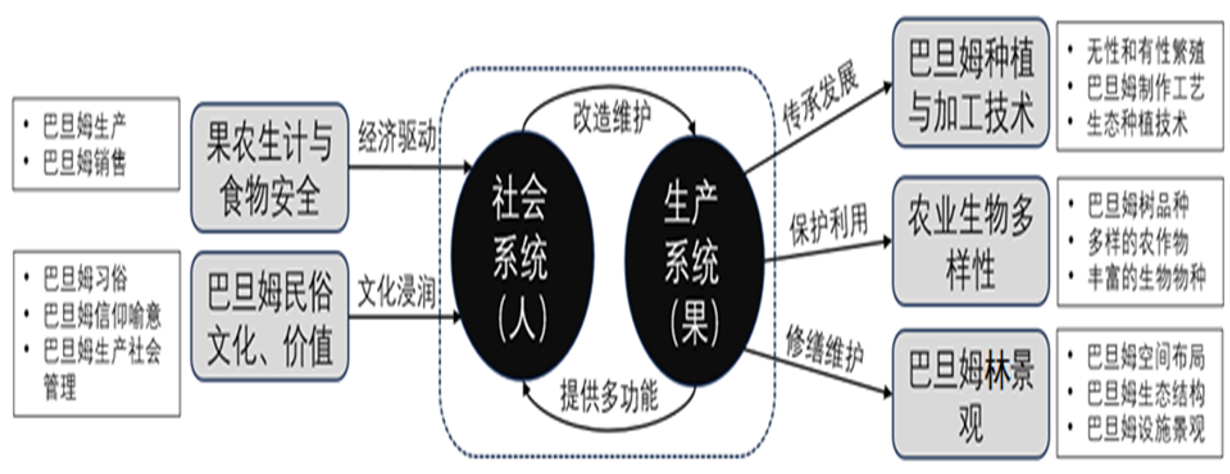 巴旦姆生产
巴旦姆销售
果农生计与
食物安全
经济驱动
巴旦姆习俗
巴旦姆信仰喻意
巴旦姆生产社会
管理
巴旦姆民俗
文化、价值
文化浸润
改造维护
社会
系统
（人）
生产
系统
（果）
提供多功能
传承发展
巴旦姆种植
与加工技术
无性和有性繁殖
巴旦姆制作工艺
生态种植技术
保护利用
农业生物多
样性
巴旦姆树品种
多样的农作物
丰富的生物物种
修缮维护
巴旦姆林景
观
巴旦姆空间布局
巴旦姆生态结构
巴旦姆设施景观